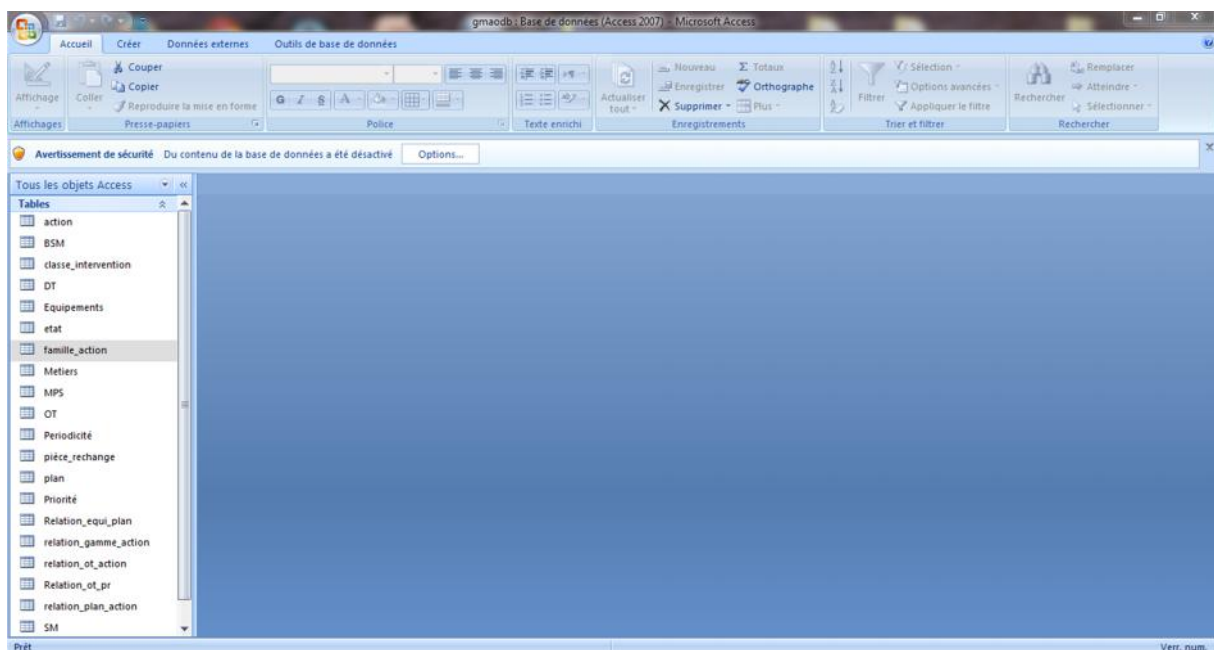 gmaodb : Base de données (Access 2007) - Microsoft Access
Accueil Créer Données externes Outils de base de données
Affichage
Affichages
Coller
Couper
Copier
Reproduire la mise en forme
Presse-papiers
G I S A
Police
Texte enrichi
Actualiser tout
Nouveau
Enregistrer
Supprimer
Totaux
Orthographe
Plus
Enregistrements
Filtrer
Sélection
Options avancées
Appliquer le filtre
Trier et filtrer
Rechercher
Remplacer
Atteindre
Sélectionner
Rechercher
Avertissement de sécurité Du contenu de la base de données a été désactivé Options...
Tous les objets Access
Tables
action
BSM
classe_intervention
DT
Equipements
etat
famille_action
Metiers
MPS
OT
Periodicité
pièce_rechange
plan
Priorité
Relation_equi_plan
relation_gamme_action
relation_ot_action
Relation_ot_pr
relation_plan_action
SM
Prêt Verr. num.